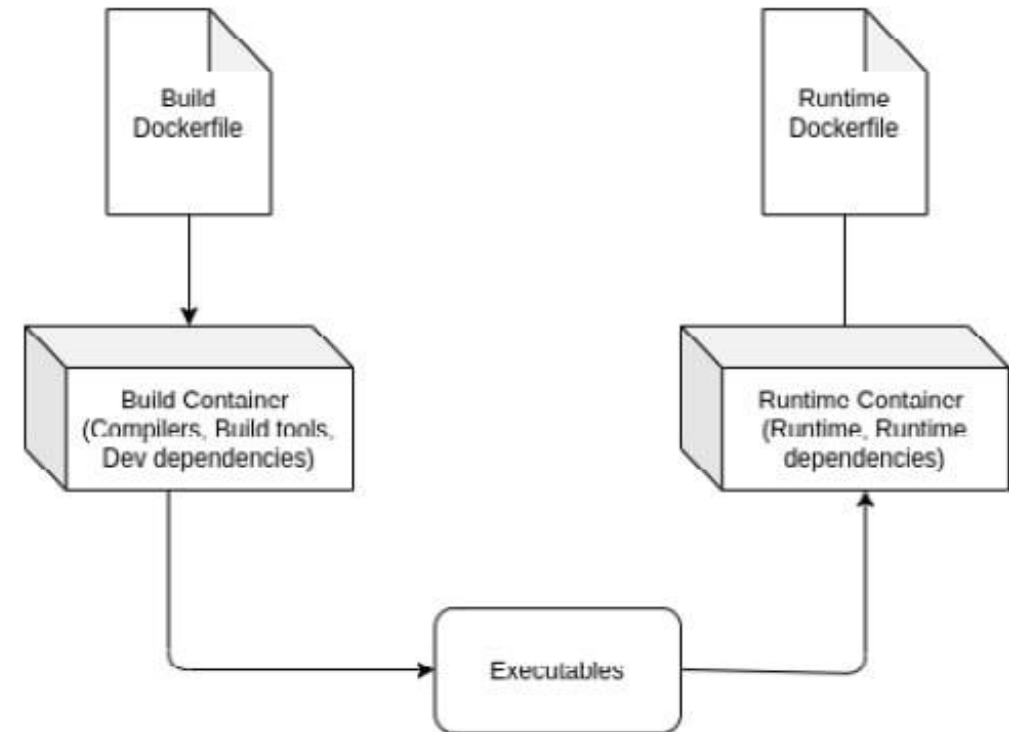 Build
Dockerfile
Runtime
Dockerfile
Build Container
(Compilers, Build tools,
Dev dependencies)
Runtime Container
(Runtime, Runtime
dependencies)
Executables